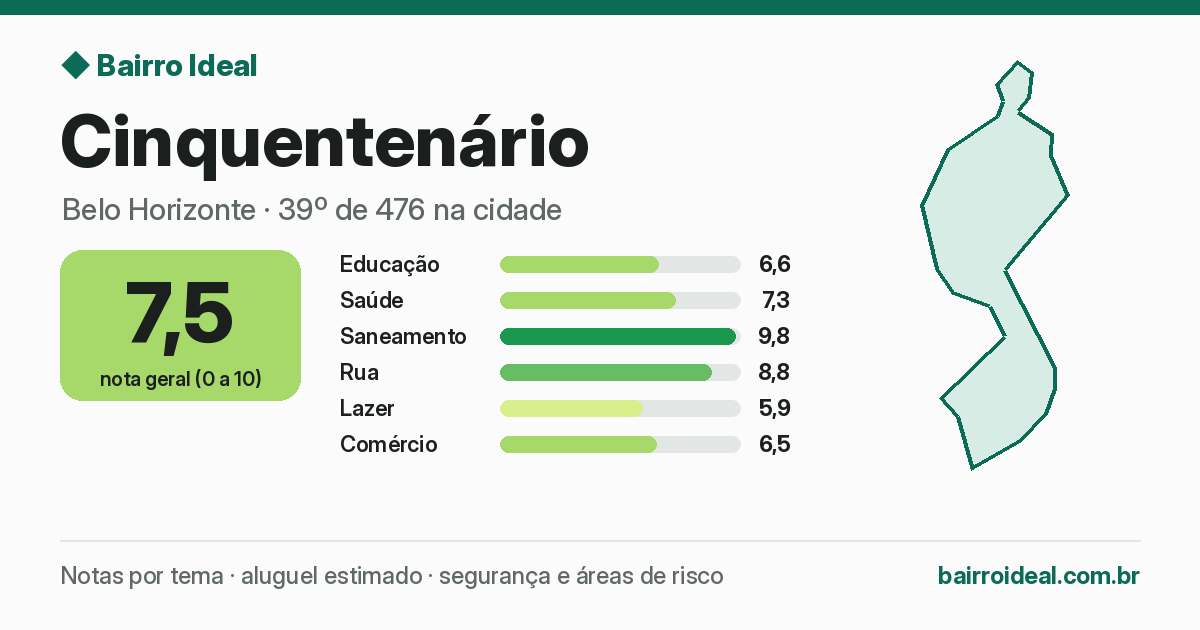 Bairro Ideal
Cinquentenário
Belo Horizonte · 39º de 476 na cidade
7,5
nota geral (0 a 10)
Educação 6,6
Saúde 7,3
Saneamento 9,8
Rua 8,8
Lazer 5,9
Comércio 6,5
Notas por tema · aluguel estimado · segurança e áreas de risco
bairroideal.com.br